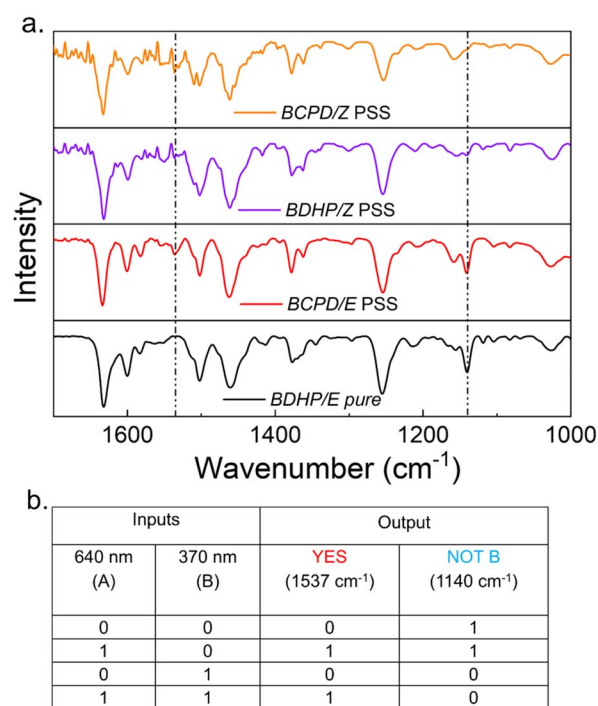 a.
BCPD/Z PSS
BDHP/Z PSS
BCPD/E PSS
BDHP/E pure
Intensity
1600 1400 1200 1000
Wavenumber (cm-1)
b.
Inputs Output
640 nm (A) 370 nm (B) YES (1537 cm-1) NOT B (1140 cm-1)
0 0 0 1
1 0 1 1
0 1 0 0
1 1 1 0